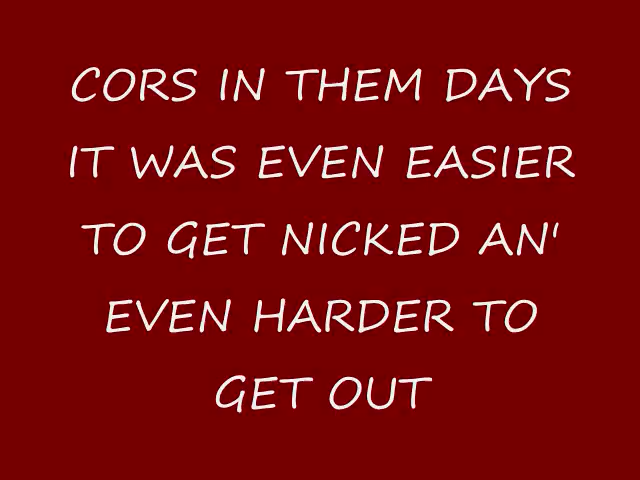 CORS IN THEM DAYS
IT WAS EVEN EASIER
TO GET NICKED AN'
EVEN HARDER TO
GET OUT